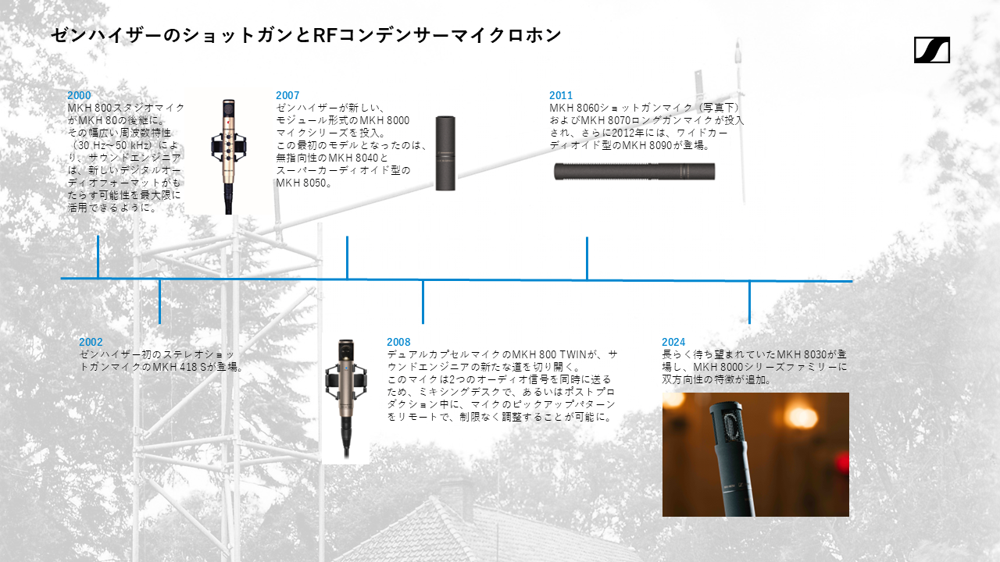 ゼンハイザーのショットガンとRFコンデンサーマイクロホン
2000
MKH 800スタジオマイク
がMKH 80の後継に。
その幅広い周波数特性
（30 Hz～50 kHz）によ
り、サウンドエンジニア
は、新しいデジタルオー
ディオフォーマットがも
たらす可能性を最大限に
活用できるように。
2007
ゼンハイザーが新しい、
モジュール形式のMKH 8000
マイクシリーズを投入。
この最初のモデルとなったのは、
無指向性のMKH 8040と
スーパーカーディオイド型の
MKH 8050。
2011
MKH 8060ショットガンマイク（写真下）
およびMKH 8070ロングガンマイクが投入
され、さらに2012年には、ワイドカー
ディオイド型のMKH 8090が登場。
2002
ゼンハイザー初のステレオショッ
トガンマイクのMKH 418 Sが登場。
2008
デュアルカプセルマイクのMKH 800 TWINが、サ
ウンドエンジニアの新たな道を切り開く。
このマイクは2つのオーディオ信号を同時に送る
ため、ミキシングデスクで、あるいはポストプロ
ダクション中に、マイクのピックアップパターン
をリモートで、制限なく調整することが可能に。
2024
長らく待ち望まれていたMKH 8030が登
場し、MKH 8000シリーズファミリーに
双方向性の特徴が追加。